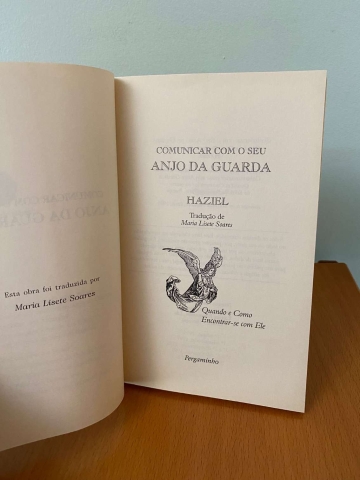 Esta obra foi traduzida por
Maria Lisete Soares
COMUNICAR COM O SEU
ANJO DA GUARDA
HAZIEL
Tradução de
Maria Lisete Soares
Quando e Como
Encontrar-se com Ele
Pergaminho